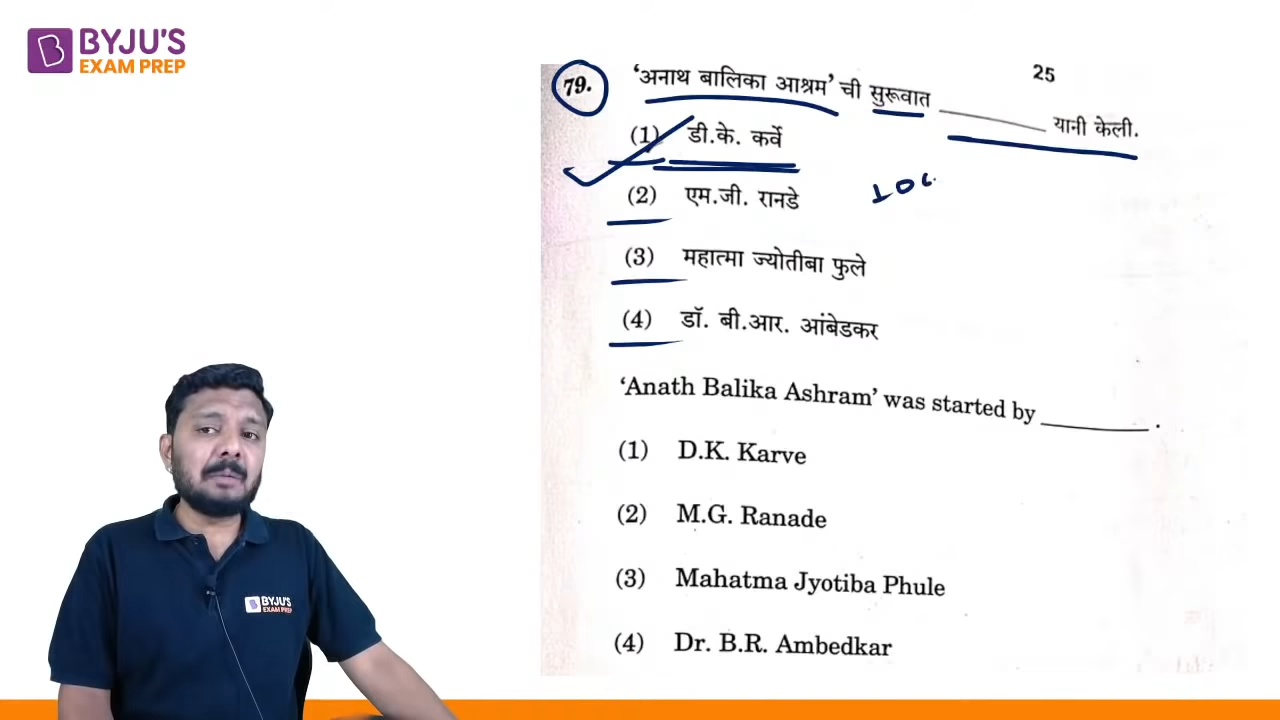 BYJU'S
EXAM PREP
25
79. 'अनाथ बालिका आश्रम' ची सुरूवात ________ यानी केली.
(1) डी.के. कर्वे
(2) एम.जी. रानडे
(3) महात्मा ज्योतीबा फुले
(4) डॉ. बी.आर. आंबेडकर
'Anath Balika Ashram' was started by ________.
(1) D.K. Karve
(2) M.G. Ranade
(3) Mahatma Jyotiba Phule
(4) Dr. B.R. Ambedkar
BYJU'S
EXAM PREP